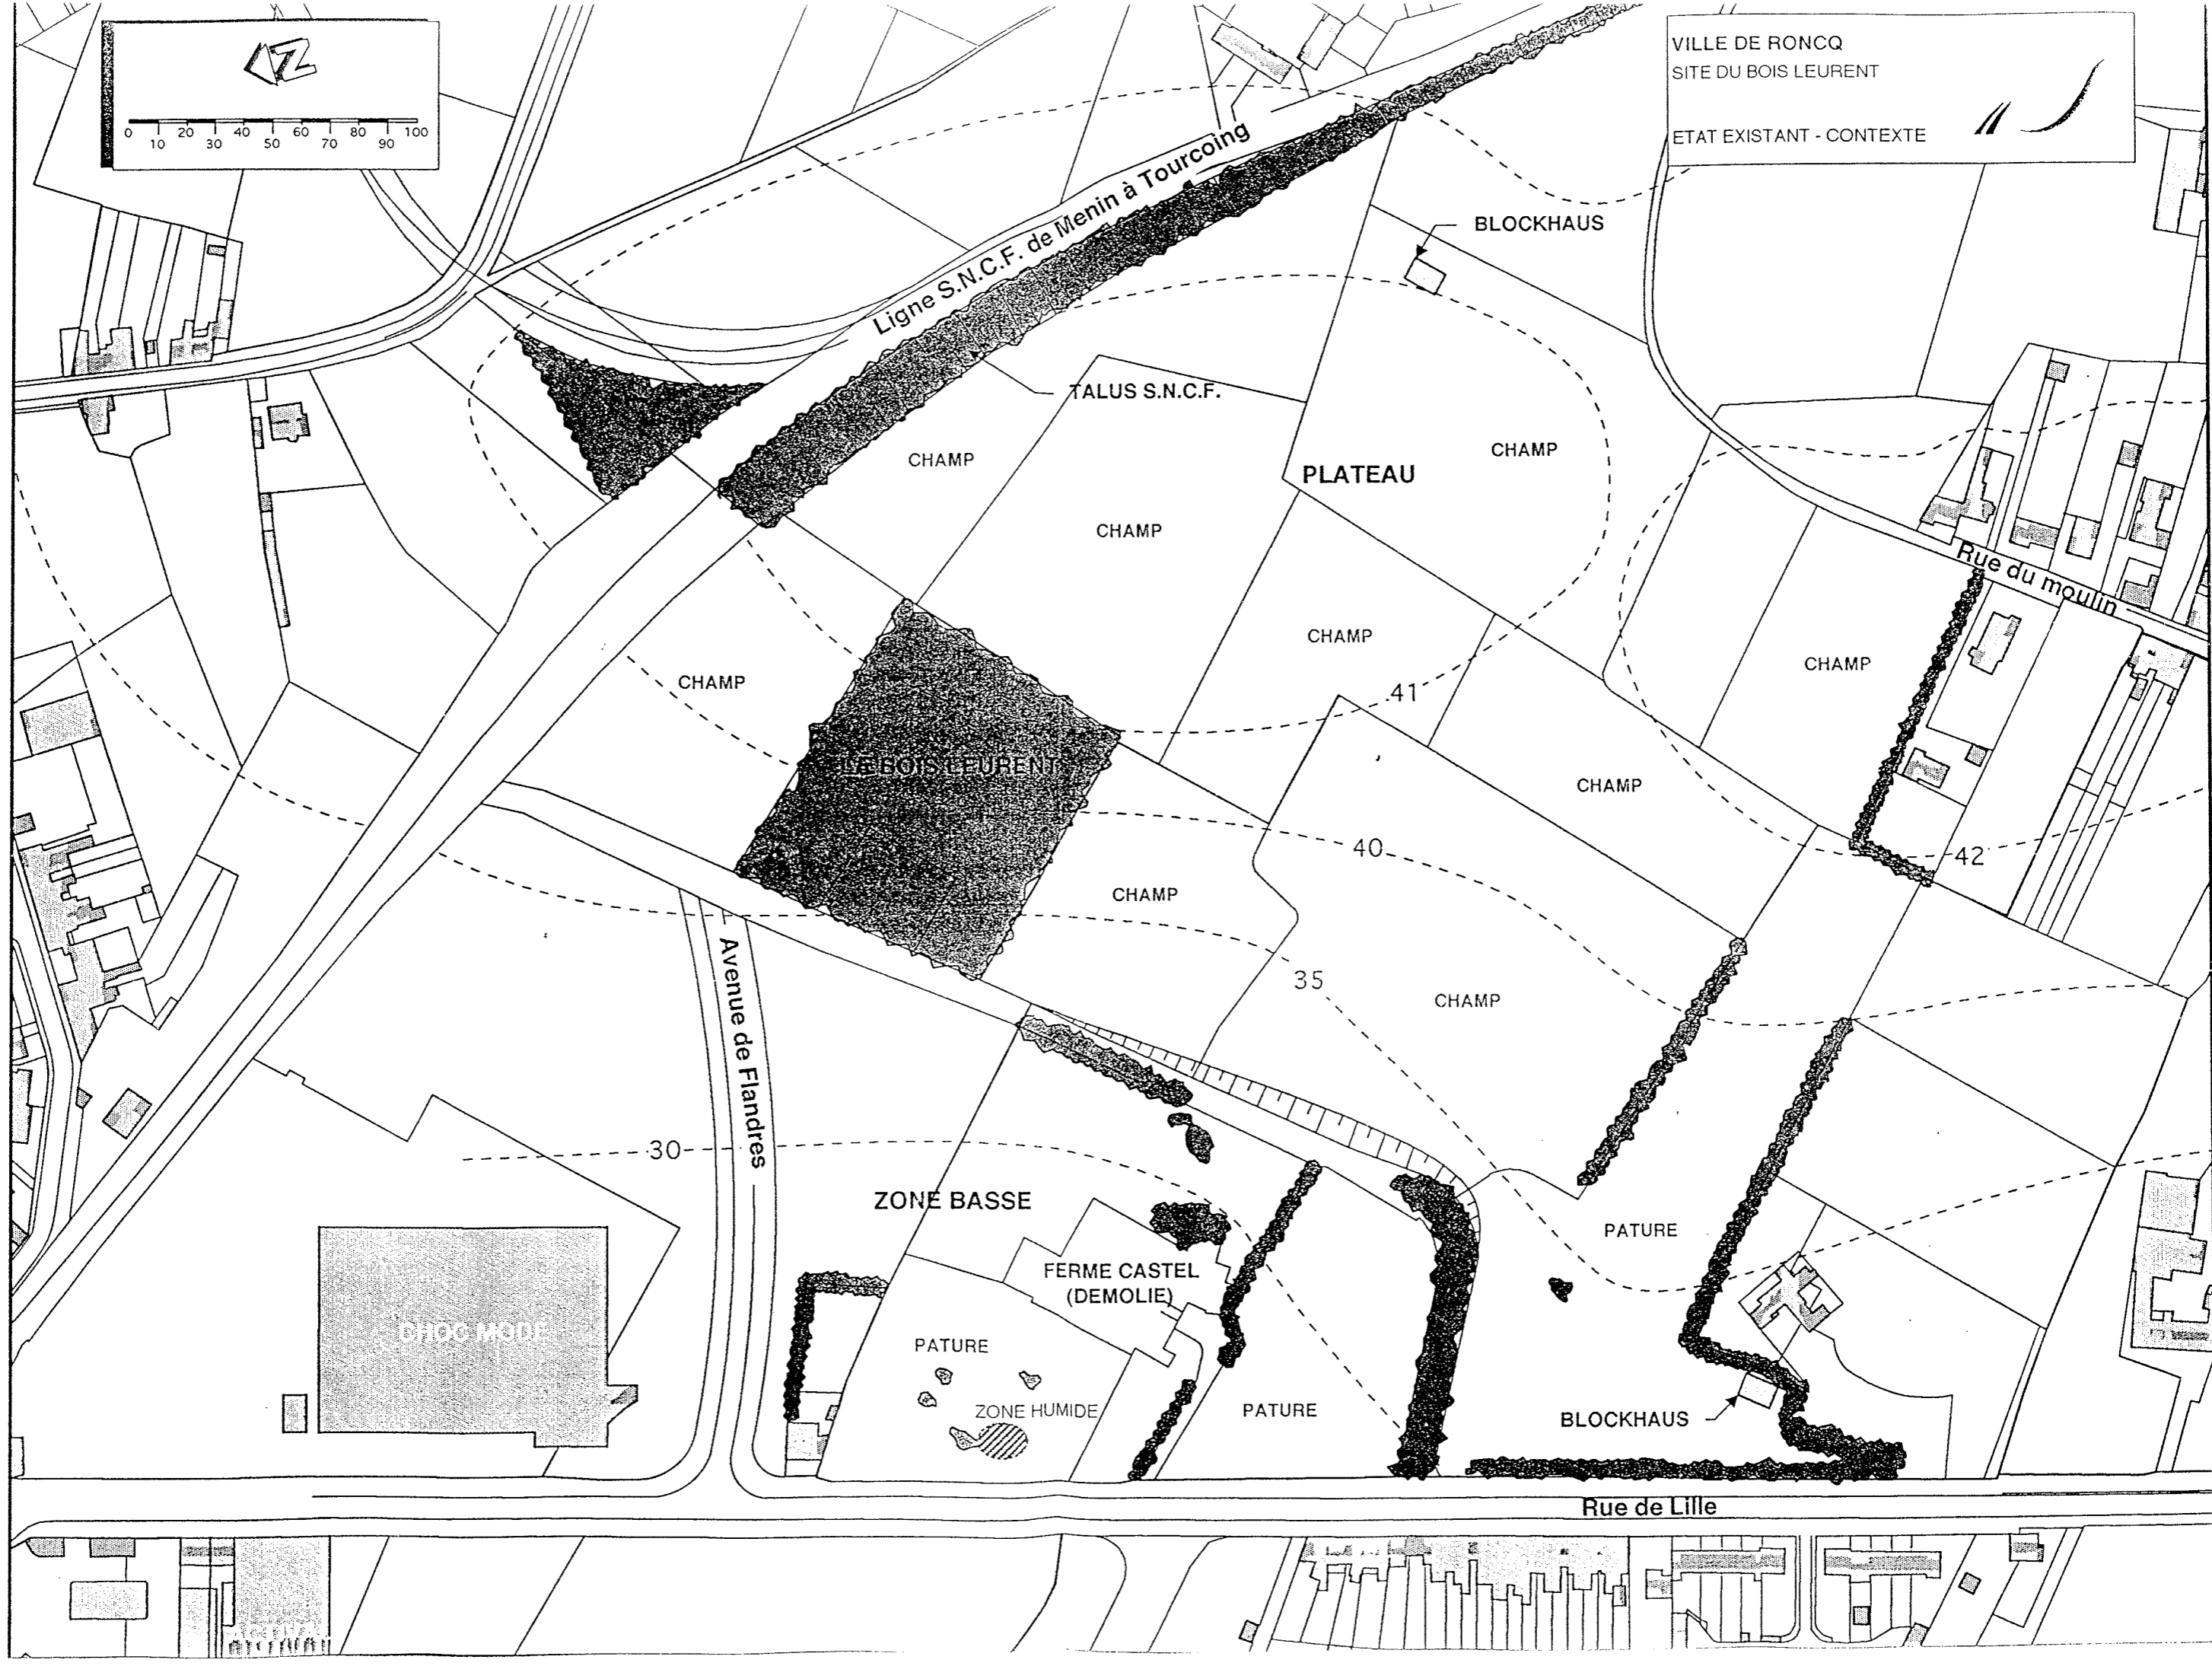 Z
0 10 20 30 40 50 60 70 80 90 100
VILLE DE RONCQ
SITE DU BOIS LEURENT
ETAT EXISTANT - CONTEXTE
Ligne S.N.C.F. de Menin à Tourcoing
BLOCKHAUS
TALUS S.N.C.F.
CHAMP
PLATEAU
CHAMP
CHAMP
Rue du moulin
CHAMP
CHAMP
CHAMP
41
LE BOIS LEURENT
CHAMP
40
42
CHAMP
35
CHAMP
Avenue de Flandres
30
ZONE BASSE
PATURE
FERME CASTEL
(DEMOLIE)
CHOC MODE
PATURE
ZONE HUMIDE
PATURE
BLOCKHAUS
Rue de Lille